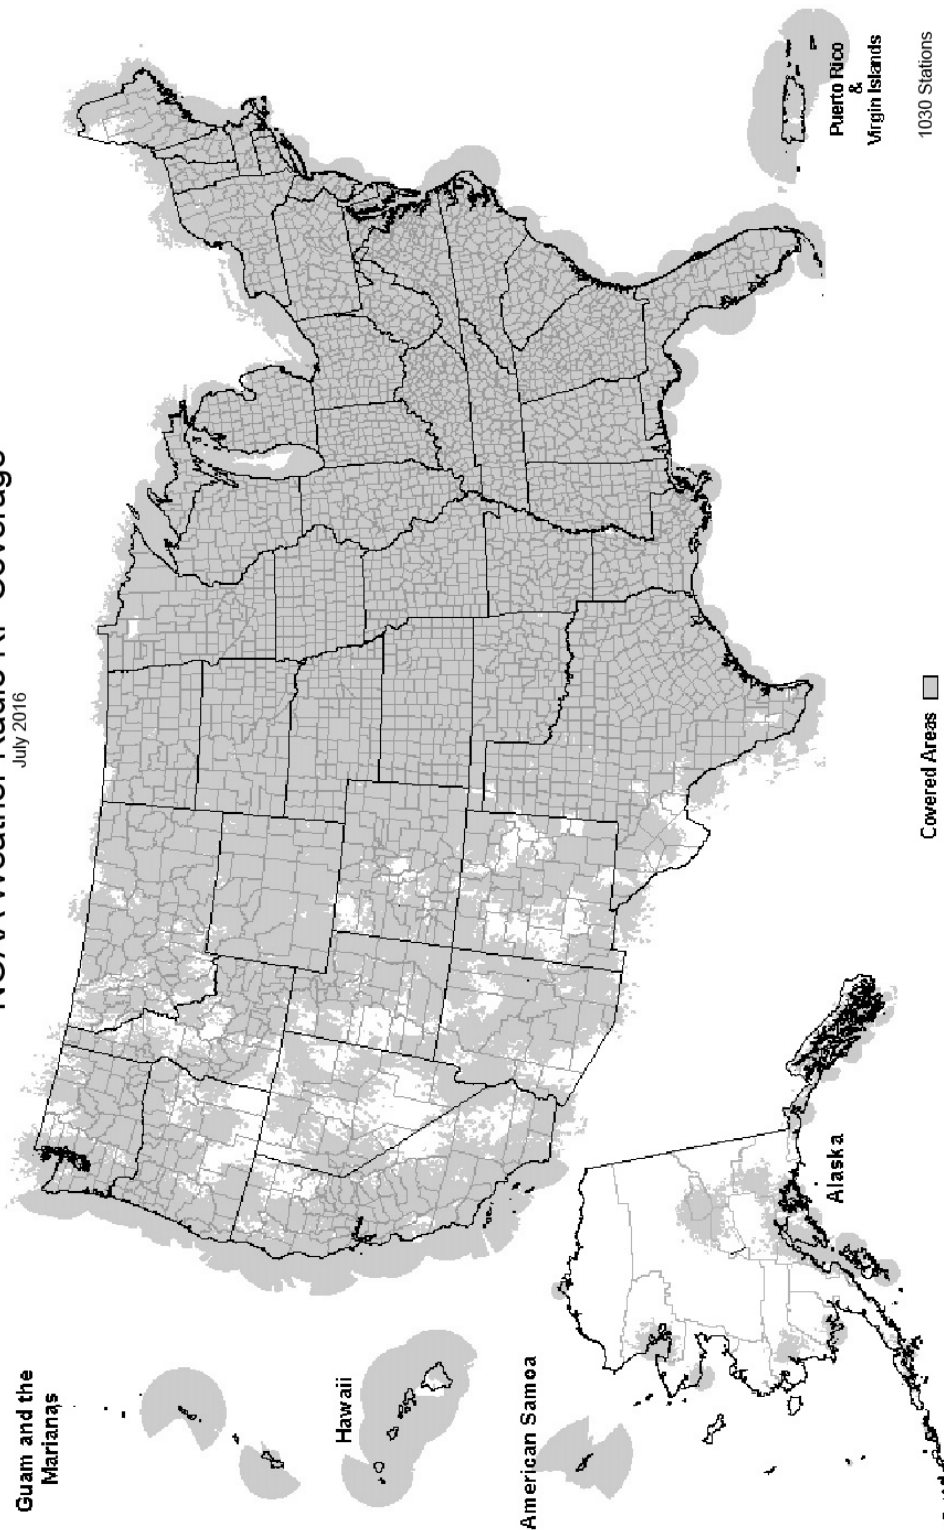 July 2016
Guam and the
Marianas
Hawaii
American Samoa
Alaska
Puerto Rico
&
Virgin Islands
Covered Areas
1030 Stations